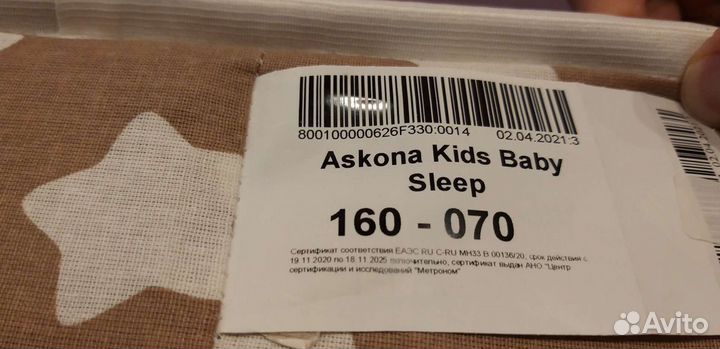 800100000626F330:0014 02.04.2021:3
Askona Kids Baby
Sleep
160 - 070
Сертификат соответствия ЕАЭС RU C-RU МН33.В.00136/20, срок действия с
19.11.2020 по 18.11.2025 включительно, сертификат выдан АНО "Центр
сертификации и исследований "Метроном"
Avito